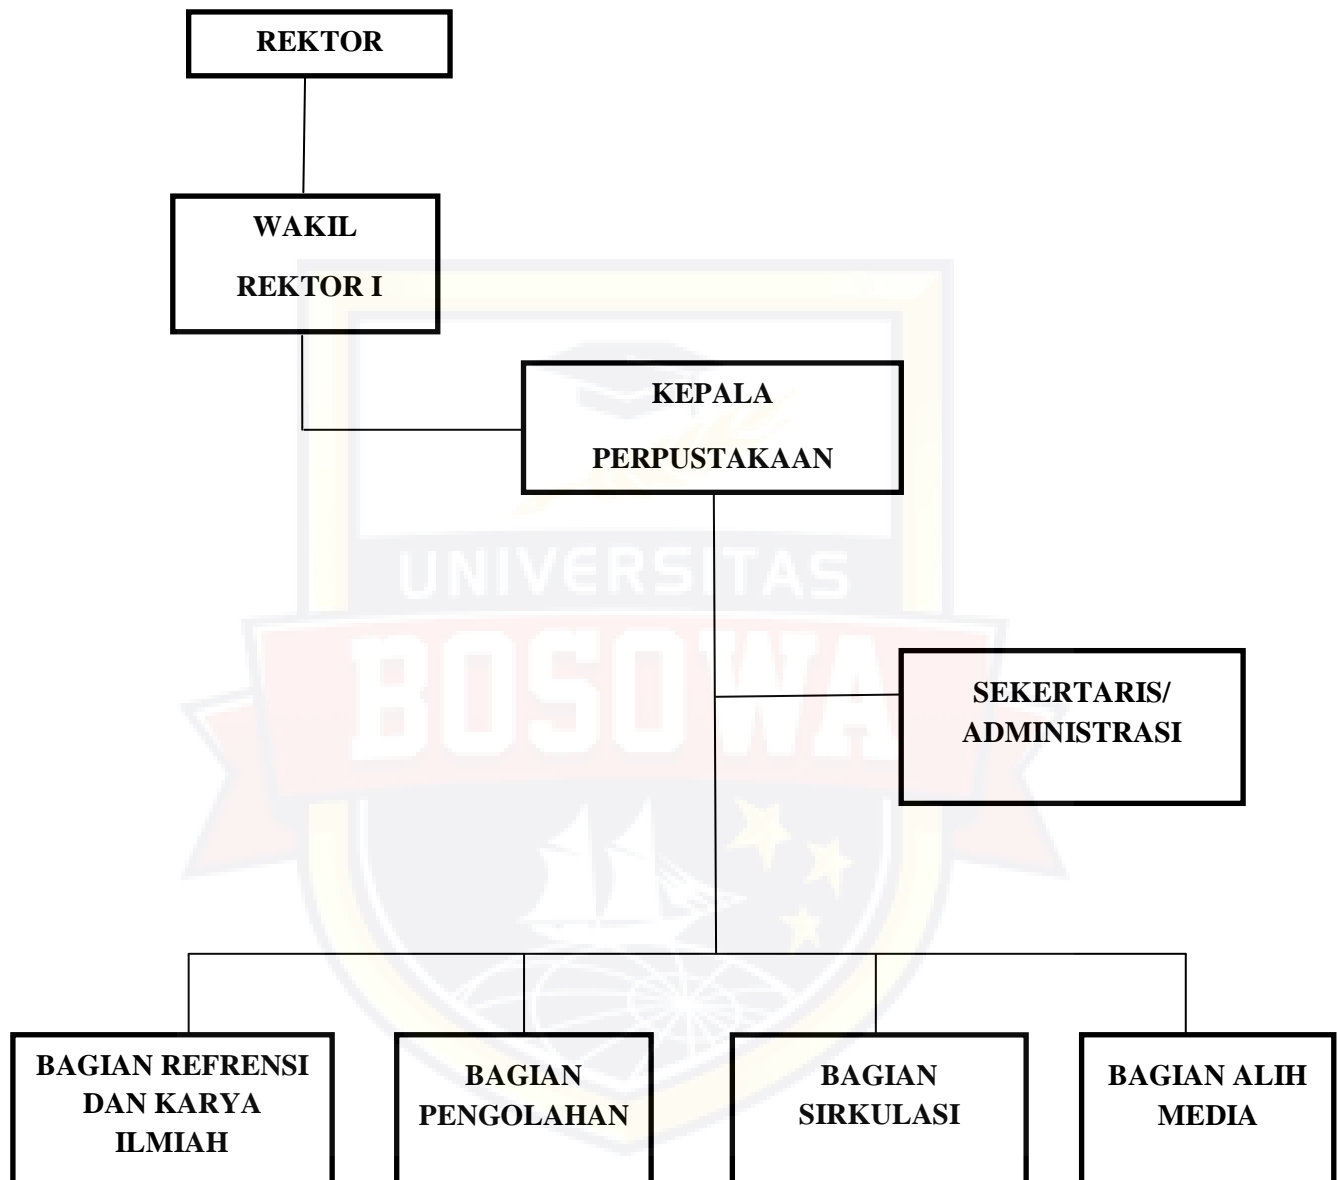 REKTOR
WAKIL
REKTOR I
KEPALA
PERPUSTAKAAN
UNIVERSITAS
BOSOWA
SEKERTARIS/
ADMINISTRASI
BAGIAN REFRENSI
DAN KARYA
ILMIAH
BAGIAN
PENGOLAHAN
BAGIAN
SIRKULASI
BAGIAN ALIH
MEDIA